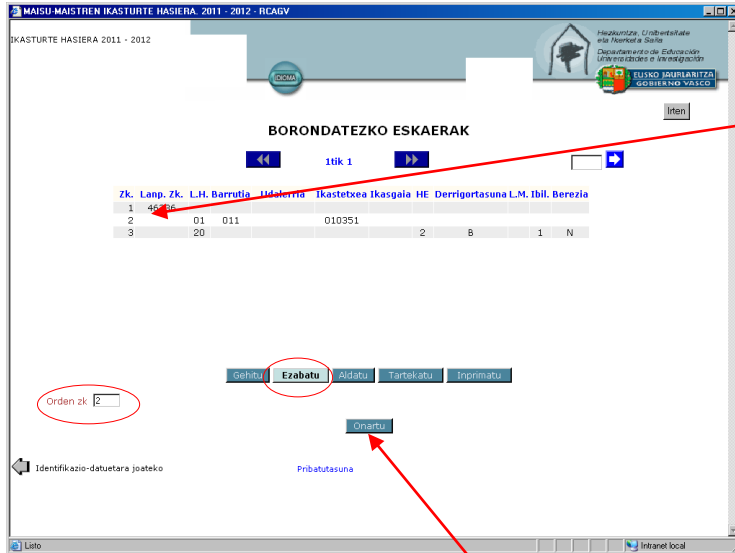 MAISU-MAISTREN IKASTURTE HASIERA. 2011 - 2012 - RCAGV
IKASTURTE HASIERA 2011 - 2012
Hezkuntza, Unibertsitate
eta Ikerketa Saila
Departamento de Educación
Universidades e Investigación
IDIOMA
EUSKO JAURLARITZA
GOBIERNO VASCO
Irten
BORONDATEZKO ESKAERAK
1tik 1
Zk. Lanp. Zk. L.H. Barrutia Udalerria Ikastetxea Ikasgaia HE Derrigortasuna L.M. Ibil. Berezia
1
2 01 011 010351
3 20 2 B 1 N
Gehitu Ezabatu Aldatu Tartekatu Inprimatu
Orden zk 2
Onartu
Identifikazio-datuetara joateko Pribatutasuna
Listo Intranet local